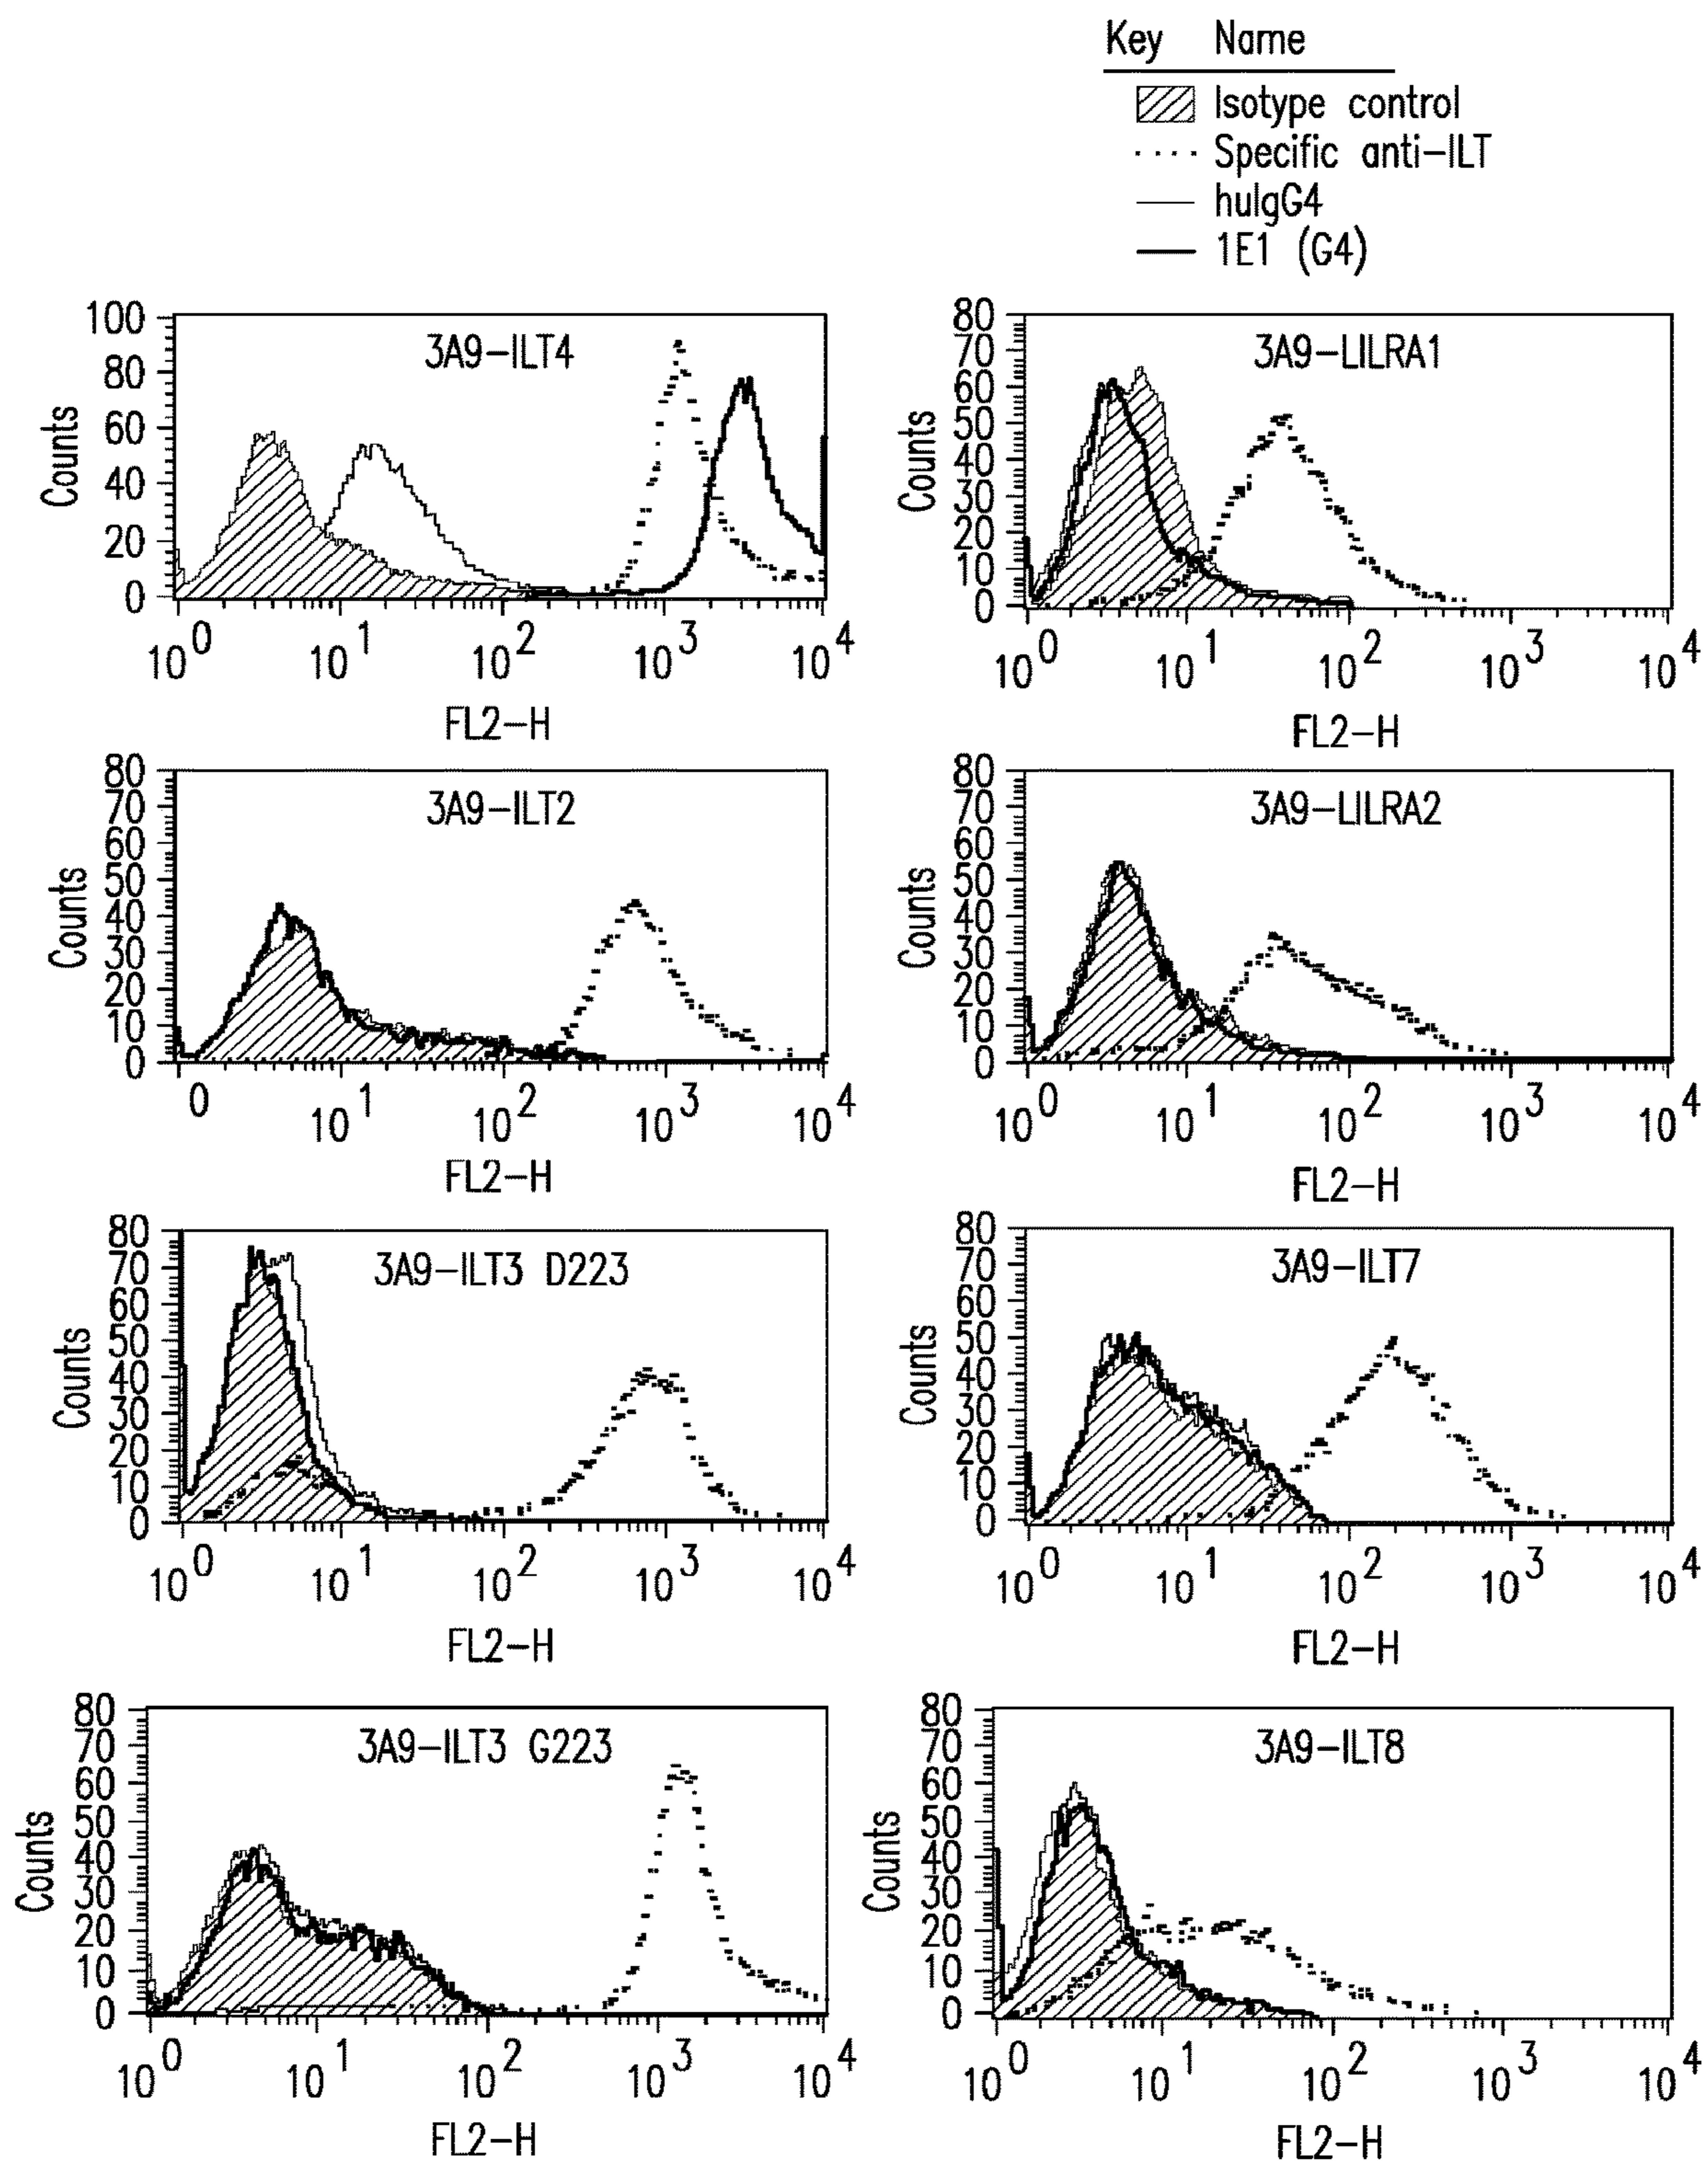 Key Name
Isotype control
Specific anti-ILT
huIgG4
1E1 (G4)
3A9-ILT4
Counts
100
80
60
40
20
0
10^0 10^1 10^2 10^3 10^4
FL2-H
3A9-LILRA1
Counts
80
70
60
50
40
30
20
10
0
10^0 10^1 10^2 10^3 10^4
FL2-H
3A9-ILT2
Counts
80
70
60
50
40
30
20
10
0
0 10^1 10^2 10^3 10^4
FL2-H
3A9-LILRA2
Counts
80
70
60
50
40
30
20
10
0
10^0 10^1 10^2 10^3 10^4
FL2-H
3A9-ILT3 D223
Counts
80
70
60
50
40
30
20
10
0
10^0 10^1 10^2 10^3 10^4
FL2-H
3A9-ILT7
Counts
80
70
60
50
40
30
20
10
0
10^0 10^1 10^2 10^3 10^4
FL2-H
3A9-ILT3 G223
Counts
80
70
60
50
40
30
20
10
0
10^0 10^1 10^2 10^3 10^4
FL2-H
3A9-ILT8
Counts
80
70
60
50
40
30
20
10
0
10^0 10^1 10^2 10^3 10^4
FL2-H